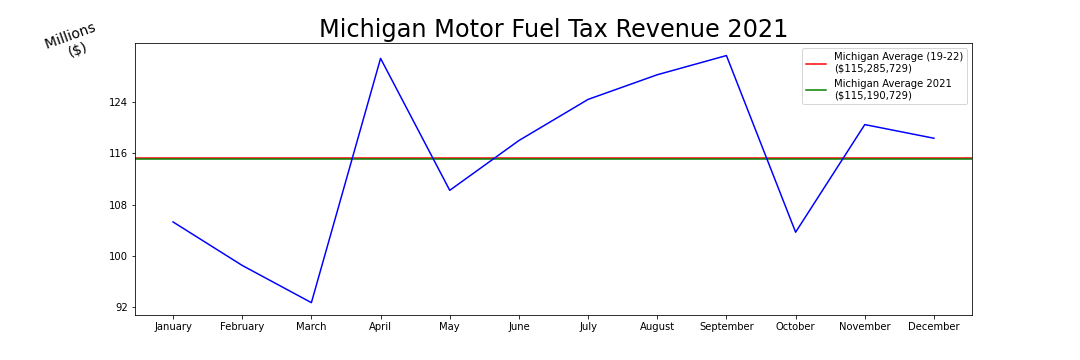 Michigan Motor Fuel Tax Revenue 2021
Millions
($)
Michigan Average (19-22)
($115,285,729)
Michigan Average 2021
($115,190,729)
124
116
108
100
92
January February March April May June July August September October November December